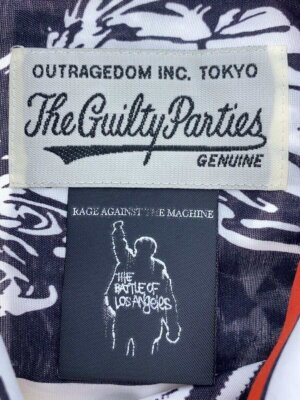 OUTRAGEDOM INC. TOKYO
The Guilty Parties
GENUINE
RAGE AGAINST THE MACHINE
THE
BATTLE OF
LOS ANGELES